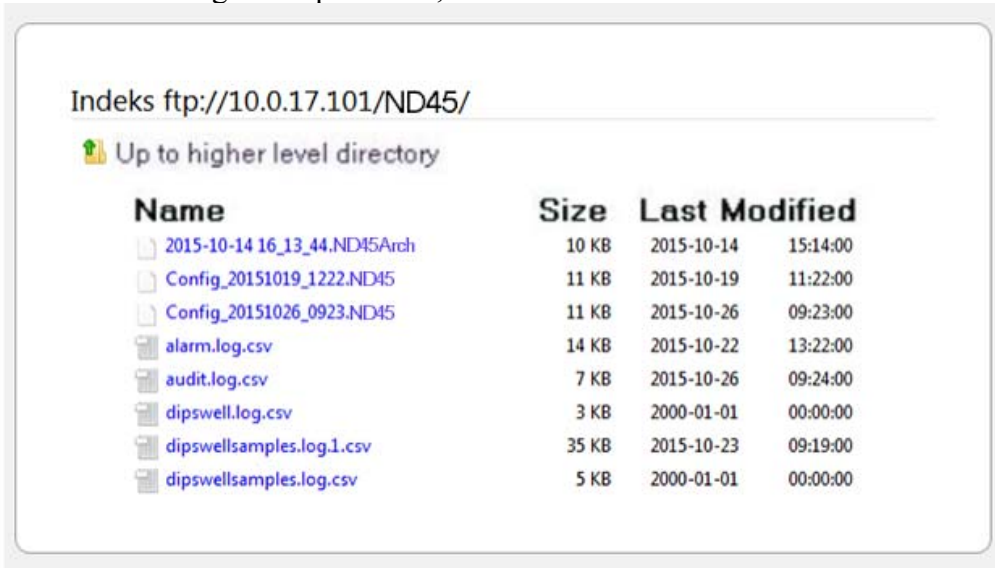 Indeks ftp://10.0.17.101/ND45/
Up to higher level directory
Name Size Last Modified
2015-10-14 16_13_44.ND45Arch 10 KB 2015-10-14 15:14:00
Config_20151019_1222.ND45 11 KB 2015-10-19 11:22:00
Config_20151026_0923.ND45 11 KB 2015-10-26 09:23:00
alarm.log.csv 14 KB 2015-10-22 13:22:00
audit.log.csv 7 KB 2015-10-26 09:24:00
dipswell.log.csv 3 KB 2000-01-01 00:00:00
dipswellsamples.log.1.csv 35 KB 2015-10-23 09:19:00
dipswellsamples.log.csv 5 KB 2000-01-01 00:00:00